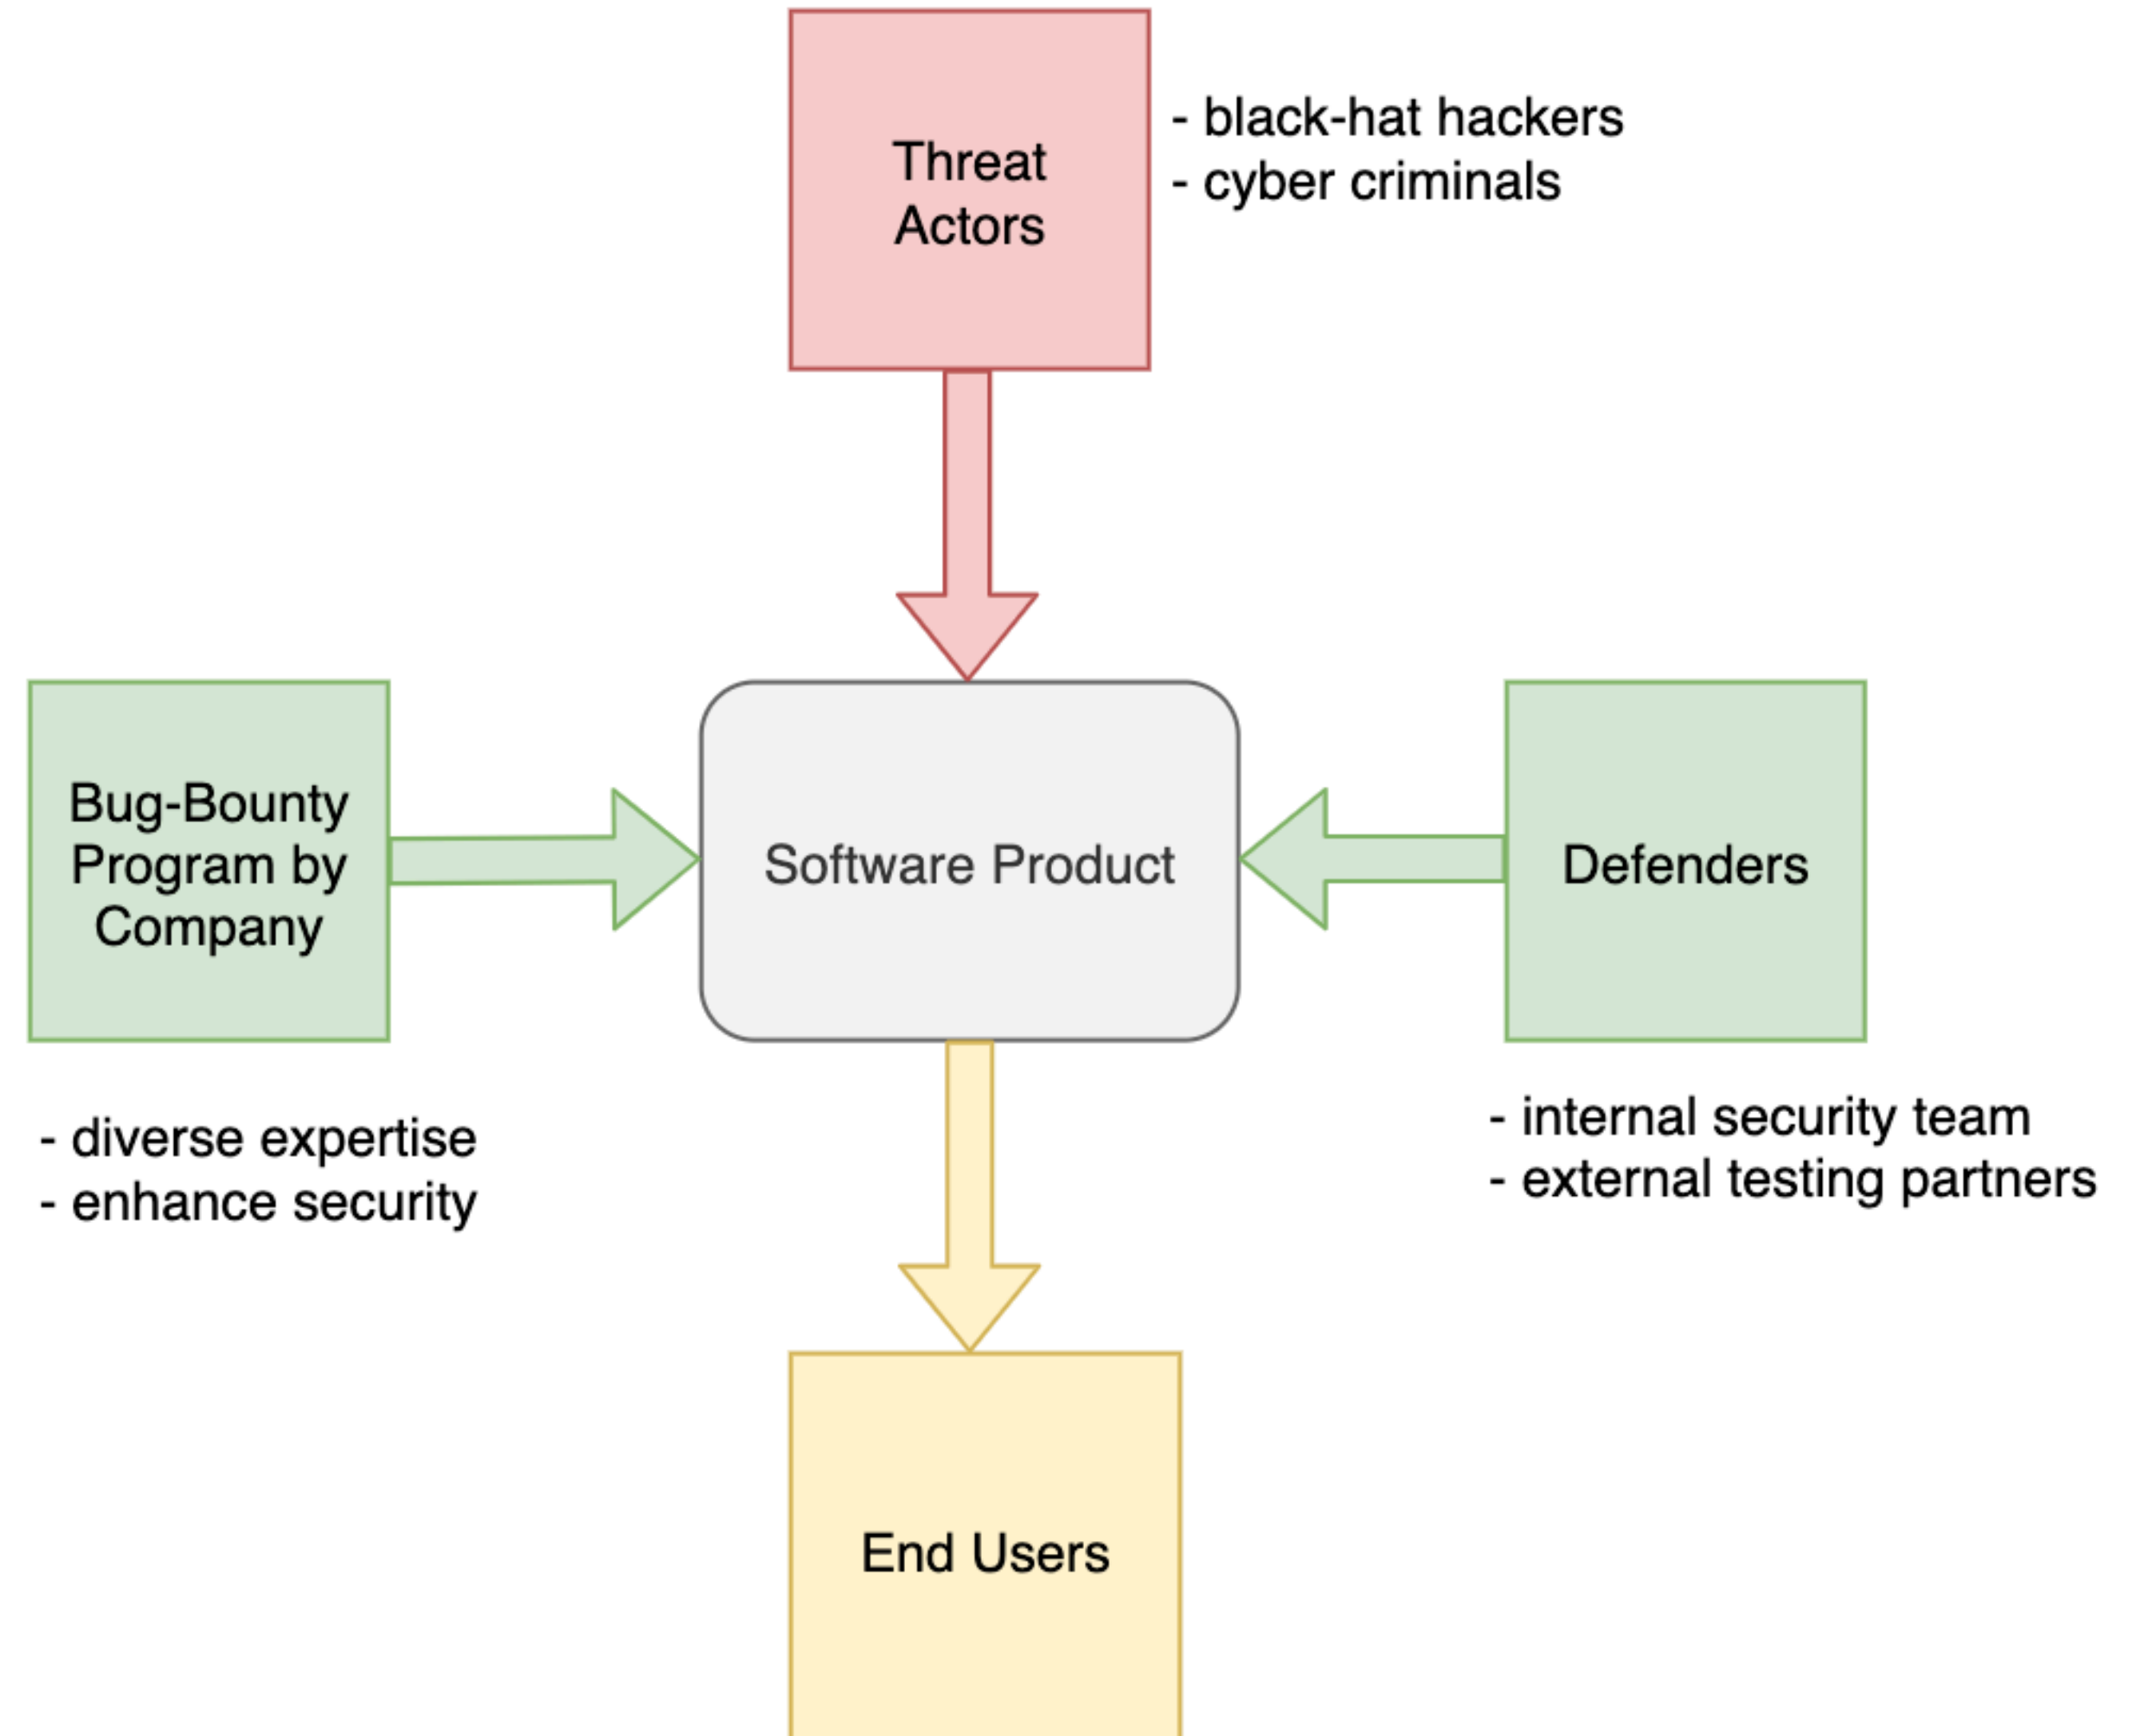 Threat
Actors
- black-hat hackers
- cyber criminals
Bug-Bounty
Program by
Company
Software Product
Defenders
- diverse expertise
- enhance security
- internal security team
- external testing partners
End Users